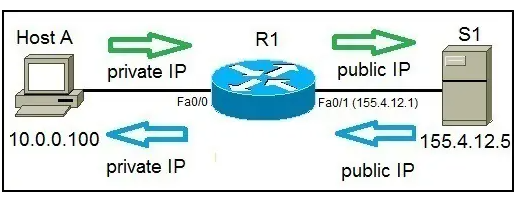 Host A
private IP
R1
public IP
S1
Fa0/0
Fa0/1 (155.4.12.1)
10.0.0.100
private IP
public IP
155.4.12.5